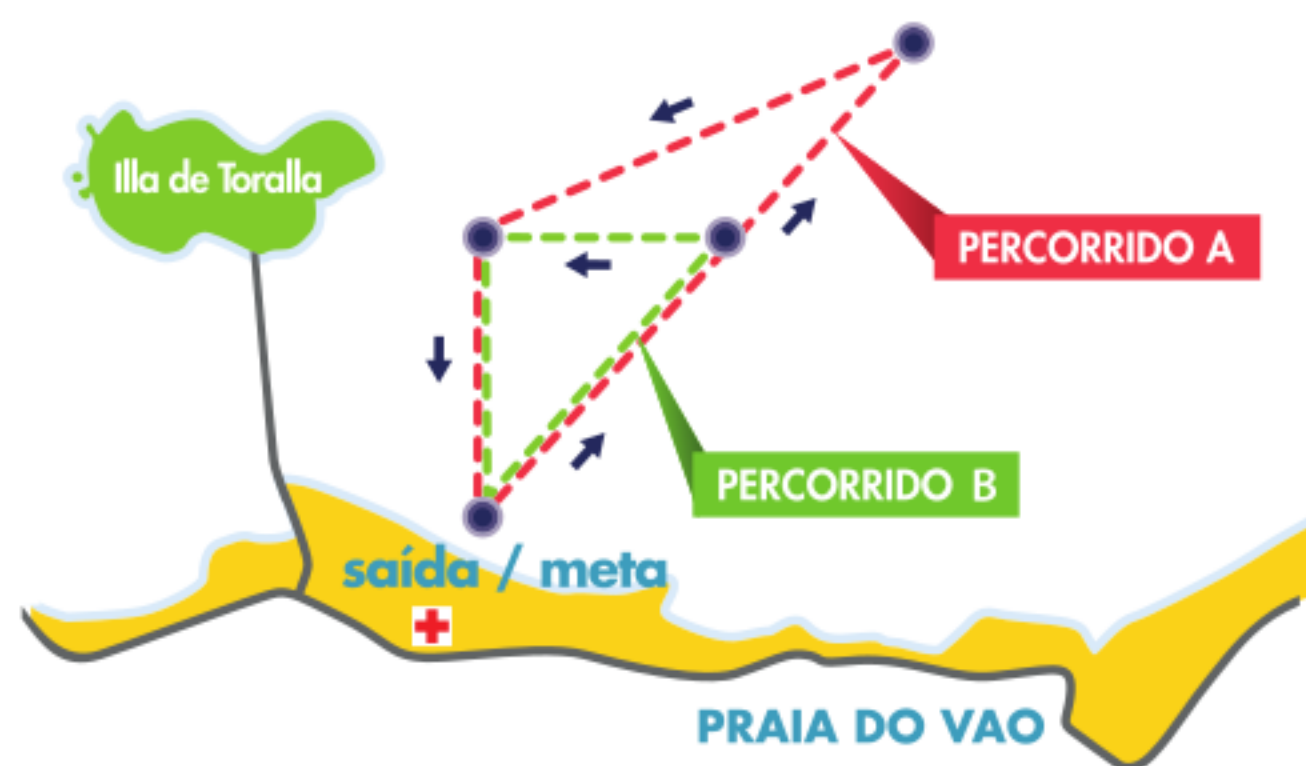 Illa de Toralla
PERCORRIDO A
PERCORRIDO B
saída / meta
PRAIA DO VAO